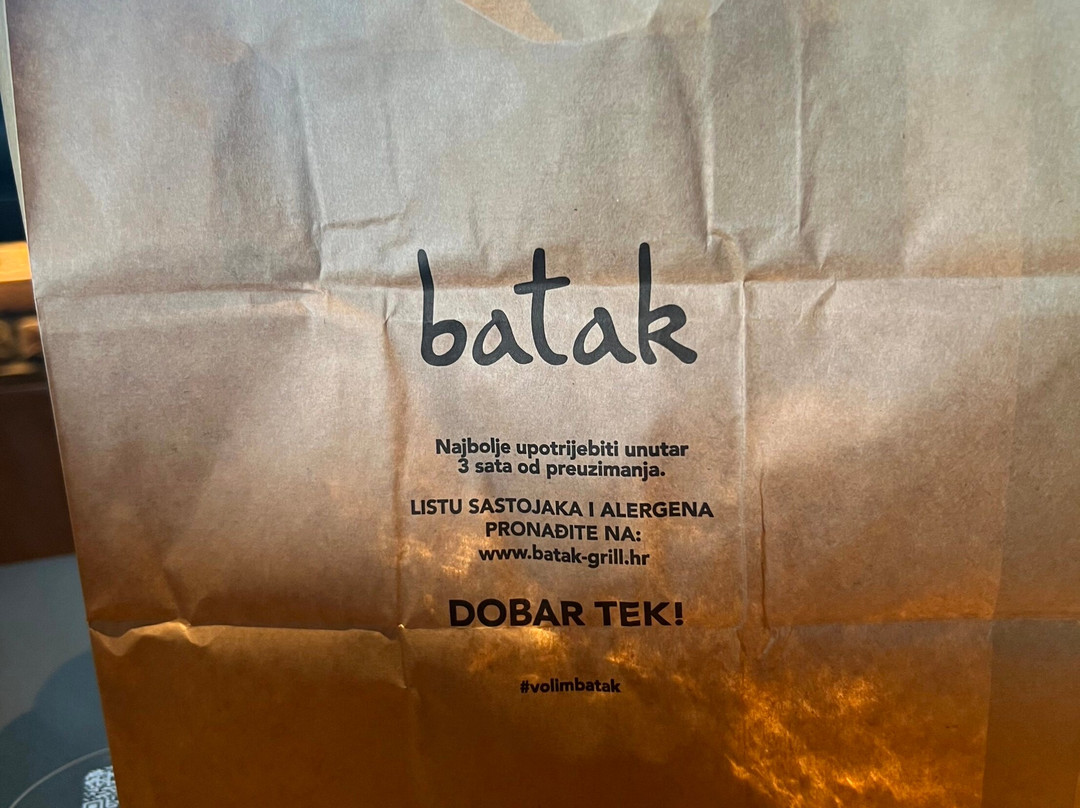 batak
Najbolje upotrijebiti unutar
3 sata od preuzimanja.
LISTU SASTOJAKA I ALERGENA
PRONAĐITE NA:
www.batak-grill.hr
DOBAR TEK!
#volimbatak